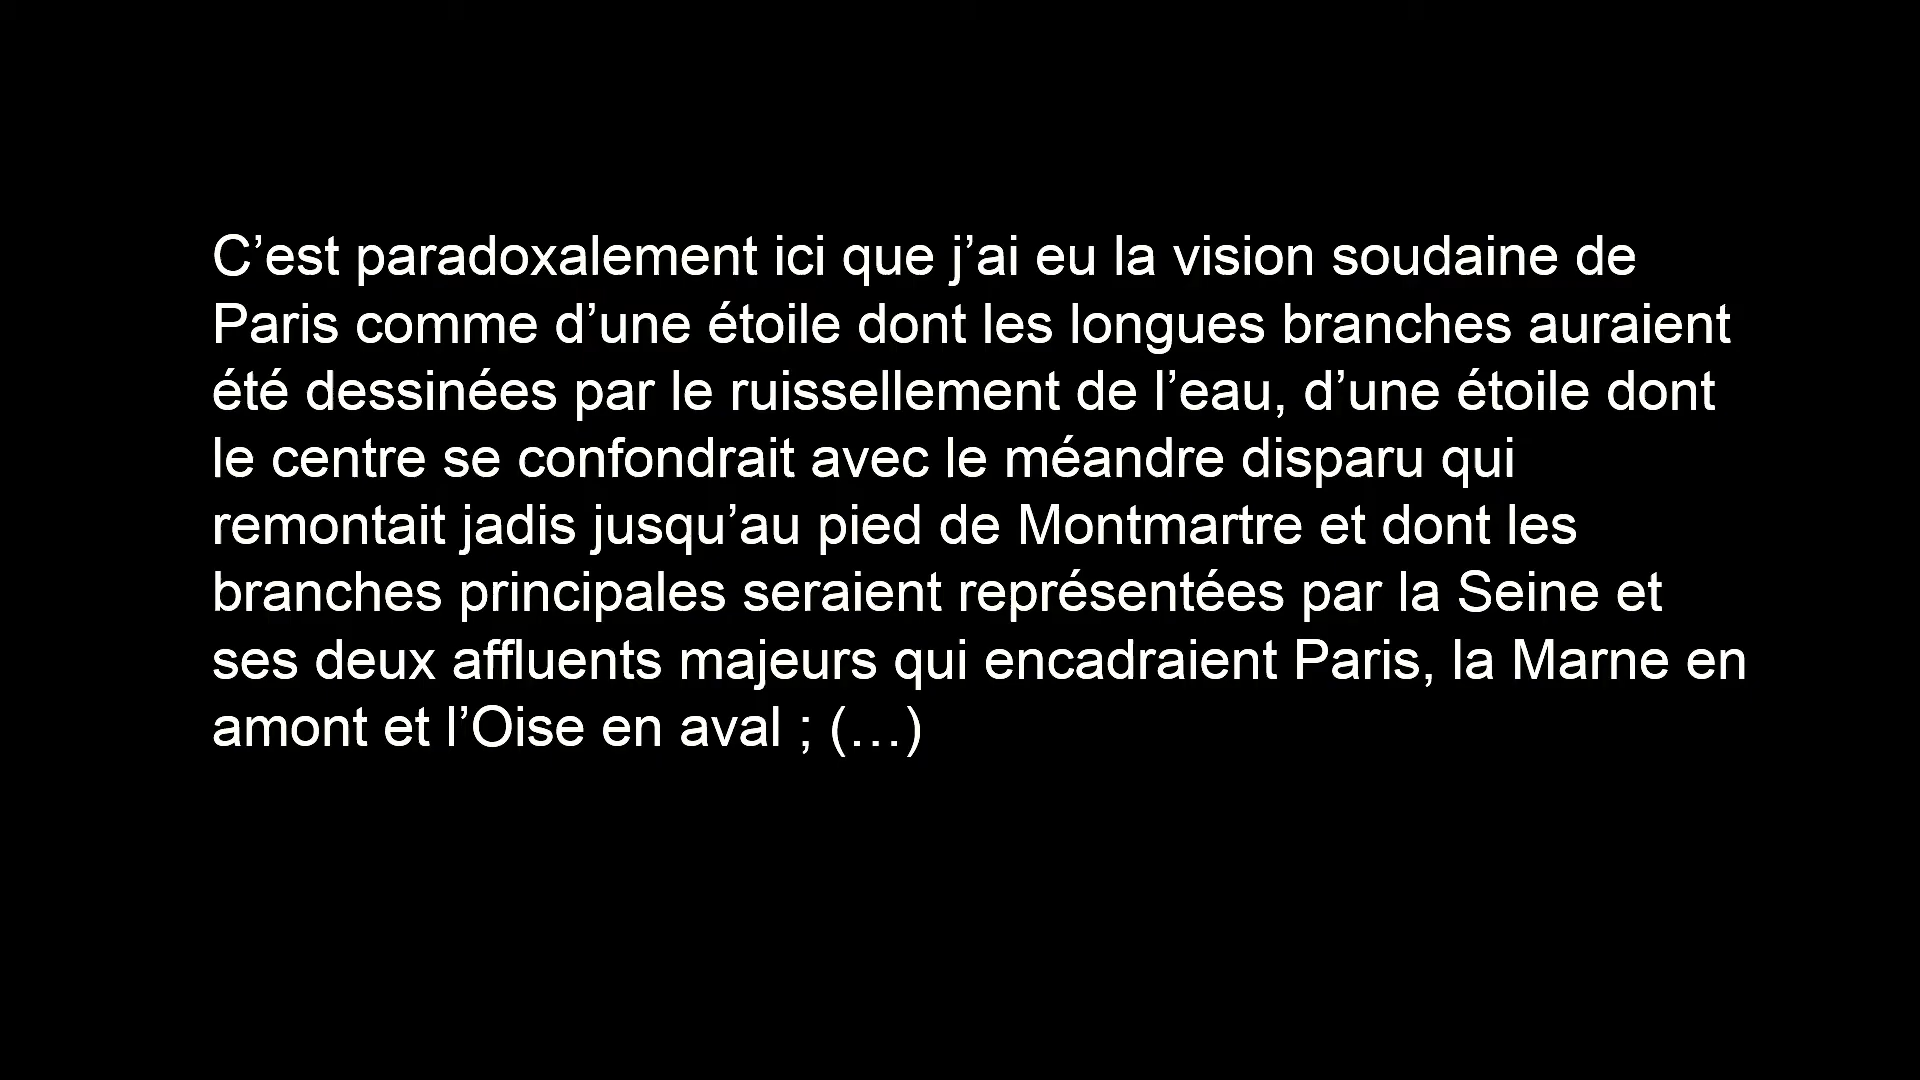 C’est paradoxalement ici que j’ai eu la vision soudaine de
Paris comme d’une étoile dont les longues branches auraient
été dessinées par le ruissellement de l’eau, d’une étoile dont
le centre se confondrait avec le méandre disparu qui
remontait jadis jusqu’au pied de Montmartre et dont les
branches principales seraient représentées par la Seine et
ses deux affluents majeurs qui encadraient Paris, la Marne en
amont et l’Oise en aval ; (…)